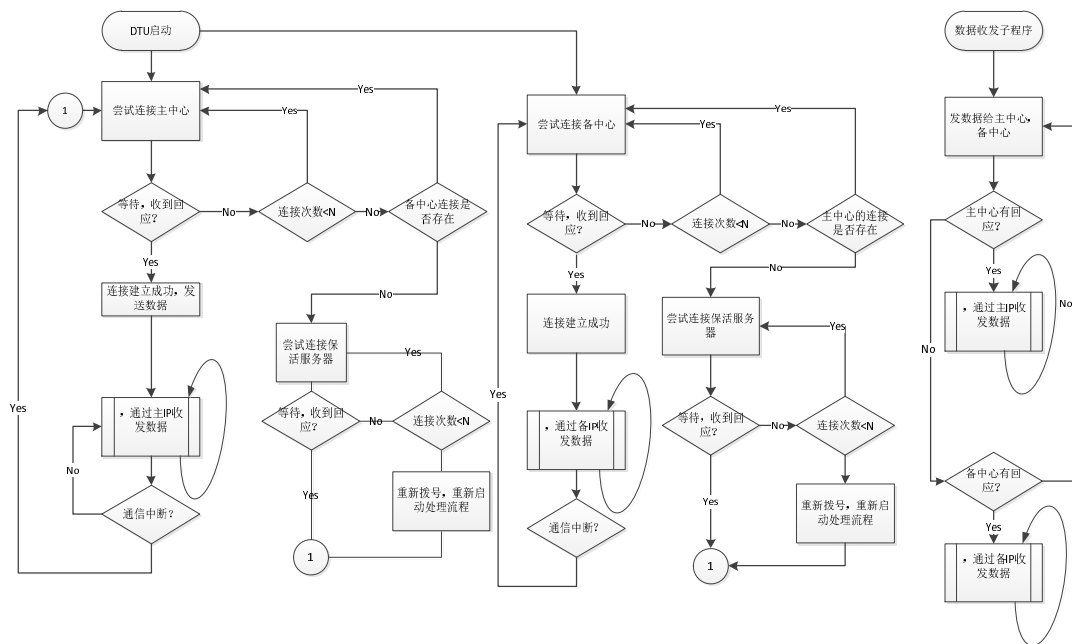 DTU启动
尝试连接主中心
1
等待，收到回
应？
No
连接次数<N
Yes
No
备中心连接是
否存在
Yes
Yes
连接建立成功，发
送数据
，通过主IP收
发数据
No
通信中断？
Yes
No
尝试连接保
活服务器
等待，收到回
应？
No
连接次数<N
Yes
Yes
重新拨号，重新启
动处理流程
1
尝试连接备中心
等待，收到回
应？
No
连接次数<N
Yes
No
主中心的连接
是否存在
Yes
Yes
连接建立成功
，通过备IP收
发数据
通信中断？
Yes
No
尝试连接保活服务
器
等待，收到回
应？
No
连接次数<N
Yes
Yes
重新拨号，重新启
动处理流程
1
数据收发子程序
发数据给主中心，
备中心
主中心有回
应？
Yes
，通过主IP收
发数据
No
No
备中心有回
应？
Yes
，通过备IP收
发数据